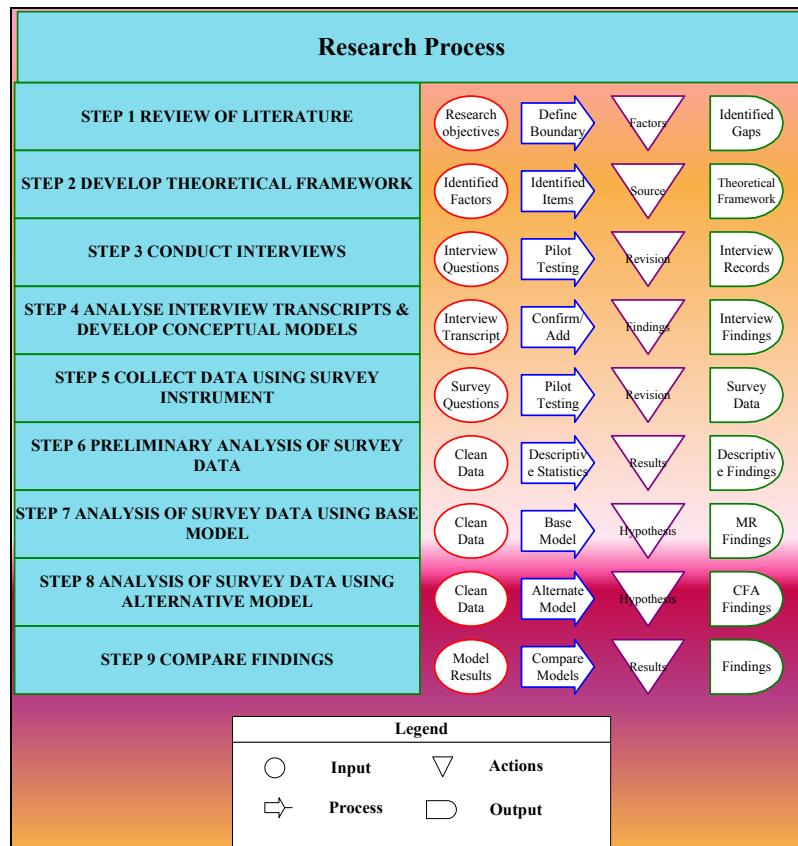 Research Process
STEP 1 REVIEW OF LITERATURE
Research
objectives
Define
Boundary
Factors
Identified
Gaps
STEP 2 DEVELOP THEORETICAL FRAMEWORK
Identified
Factors
Identified
Items
Source
Theoretical
Framework
STEP 3 CONDUCT INTERVIEWS
Interview
Questions
Pilot
Testing
Revision
Interview
Records
STEP 4 ANALYSE INTERVIEW TRANSCRIPTS &
DEVELOP CONCEPTUAL MODELS
Interview
Transcript
Confirm/
Add
Findings
Interview
Findings
STEP 5 COLLECT DATA USING SURVEY
INSTRUMENT
Survey
Questions
Pilot
Testing
Revision
Survey
Data
STEP 6 PRELIMINARY ANALYSIS OF SURVEY
DATA
Clean
Data
Descriptiv
e Statistics
Results
Descriptiv
e Findings
STEP 7 ANALYSIS OF SURVEY DATA USING BASE
MODEL
Clean
Data
Base
Model
Hypothesis
MR
Findings
STEP 8 ANALYSIS OF SURVEY DATA USING
ALTERNATIVE MODEL
Clean
Data
Alternate
Model
Hypothesis
CFA
Findings
STEP 9 COMPARE FINDINGS
Model
Results
Compare
Models
Results
Findings
Legend
Input
Actions
Process
Output